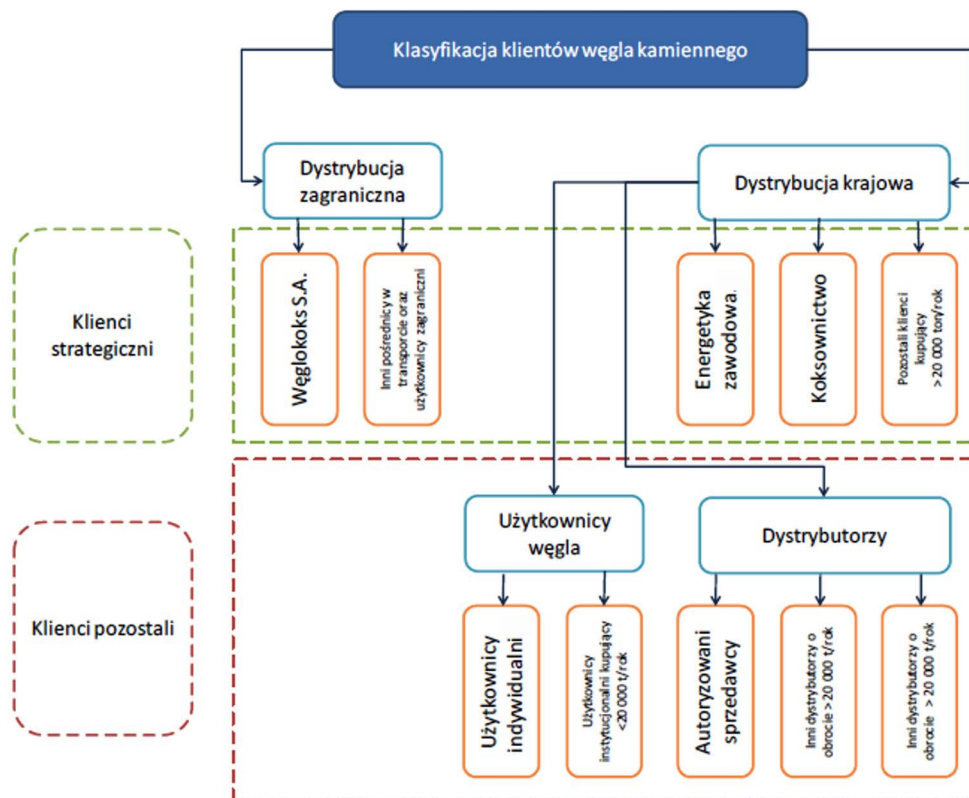 Klasyfikacja klientów węgla kamiennego
Dystrybucja
zagraniczna
Dystrybucja krajowa
Klienci
strategiczni
Węglokoks S.A.
Inni pośrednicy w
transporcie oraz
użytkownicy zagraniczni
Energetyka
zawodowa.
Koksownictwo
Pozostali klienci
kupujący
> 20 000 ton/rok
Klienci pozostali
Użytkownicy
węgla
Dystrybutorzy
Użytkownicy
indywidualni
Użytkownicy
instytucjonalni kupujący
<20 000 t/rok
Autoryzowani
sprzedawcy
Inni dystrybutorzy o
obrocie > 20 000 t/rok
Inni dystrybutorzy o
obrocie > 20 000 t/rok